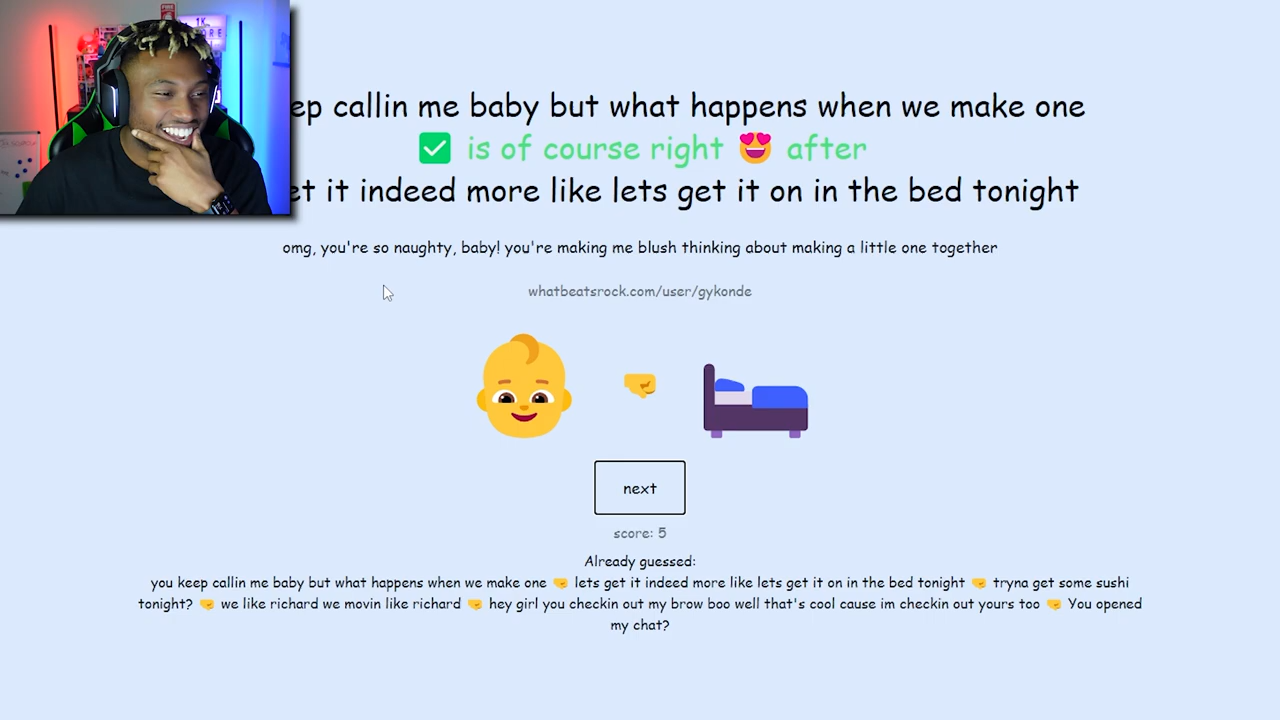 callin me baby but what happens when we make one
✅ is of course right 😍 after
it indeed more like lets get it on in the bed tonight
omg, you're so naughty, baby! you're making me blush thinking about making a little one together
whatbeatsrock.com/user/gykonde
next
score: 5
Already guessed:
you keep callin me baby but what happens when we make one 🤜 lets get it indeed more like lets get it on in the bed tonight 🤜 tryna get some sushi
tonight? 🤜 we like richard we movin like richard 🤜 hey girl you checkin out my brow boo well that's cool cause im checkin out yours too 🤜 You opened
my chat?